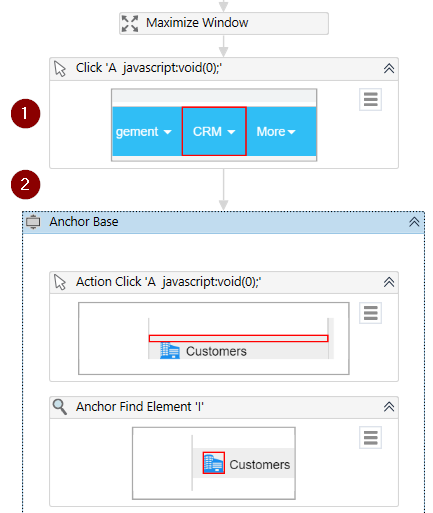 Maximize Window
Click 'A  javascript:void(0);'
1
gement CRM More
2
Anchor Base
Action Click 'A  javascript:void(0);'
Customers
Anchor Find Element 'I'
Customers